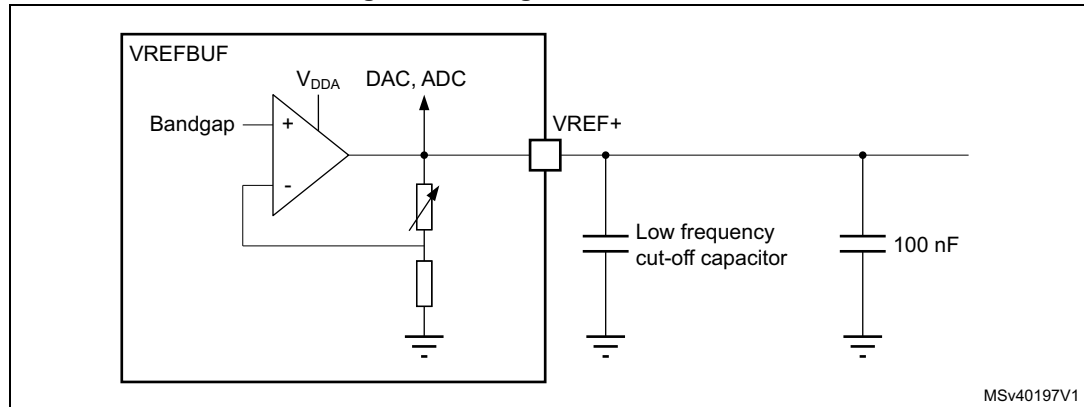 VREFBUF
VDDA
DAC, ADC
Bandgap
+
VREF+
-
Low frequency
cut-off capacitor
100 nF
MSv40197V1